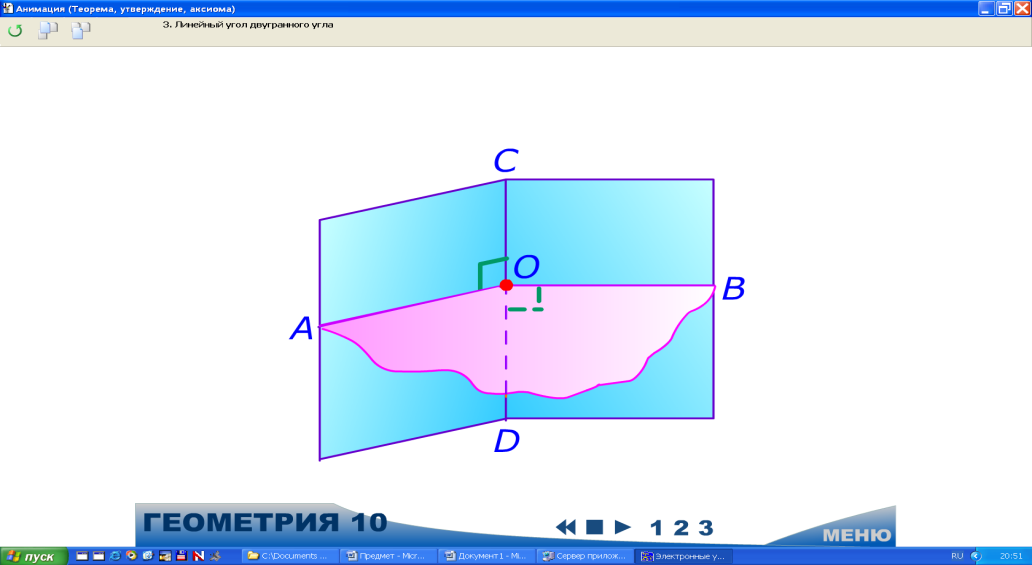 Анимация (Теорема, утверждение, аксиома)
3. Линейный угол двугранного угла
C
O
B
A
D
ГЕОМЕТРИЯ 10
1 2 3
МЕНЮ
пуск
C:\Documents ...
Предмет - Micr...
Документ1 - Mi...
Сервер прилож...
Электронные у...
RU
20:51